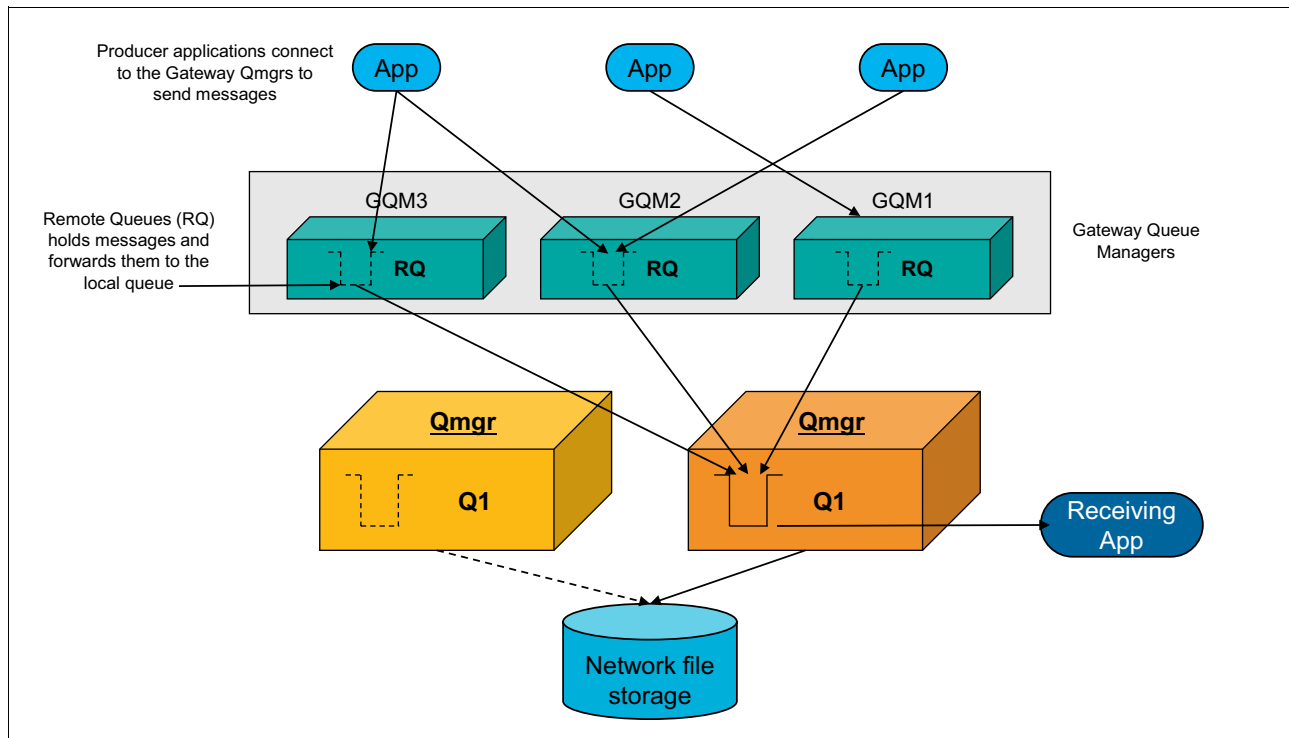 Producer applications connect
to the Gateway Qmgrs to
send messages
App
App
App
GQM3
GQM2
GQM1
Remote Queues (RQ)
holds messages and
forwards them to the
local queue
RQ
RQ
RQ
Gateway Queue
Managers
Qmgr
Qmgr
Q1
Q1
Receiving
App
Network file
storage